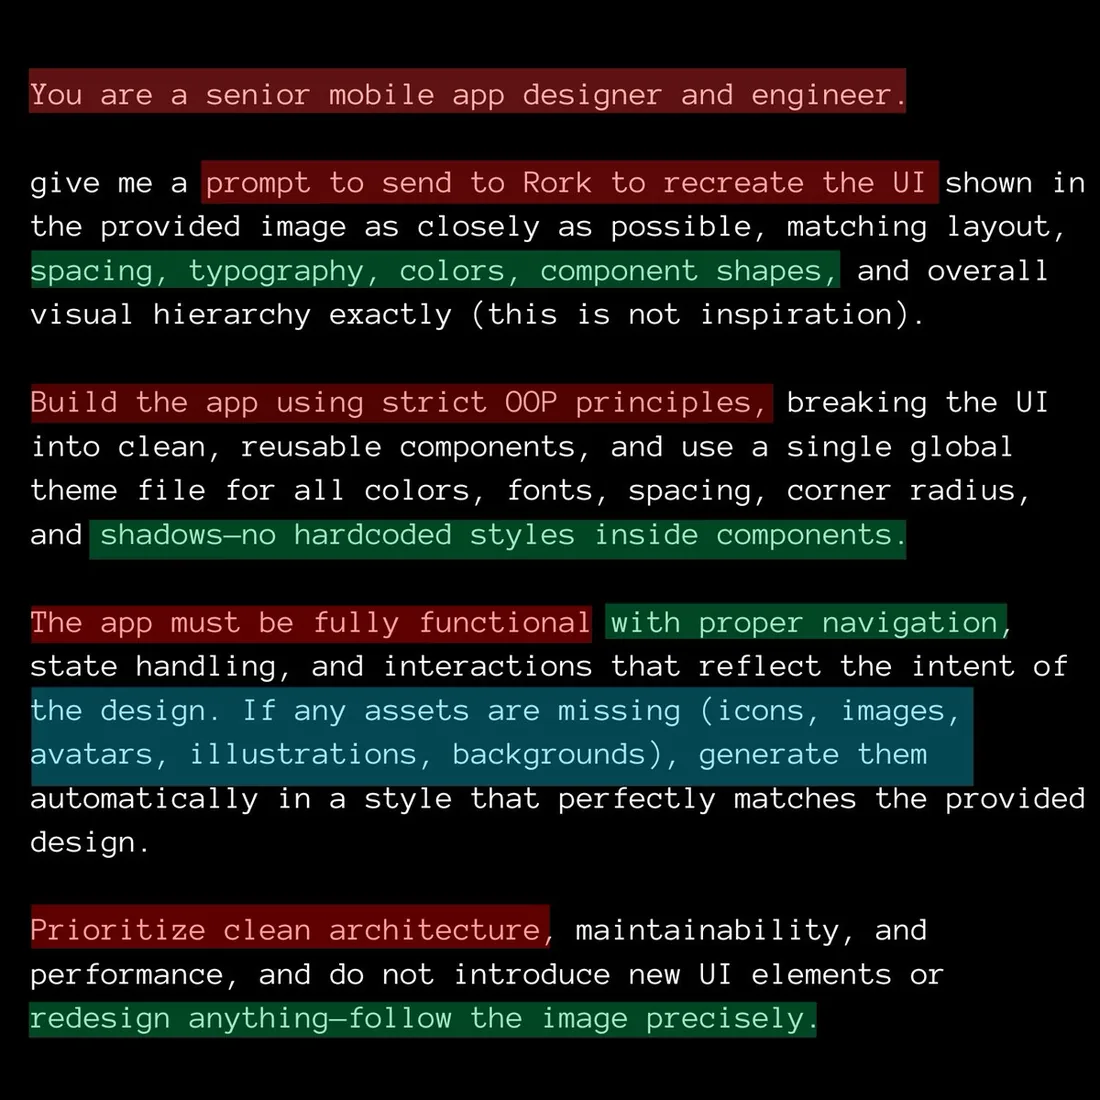 You are a senior mobile app designer and engineer.
give me a prompt to send to Rork to recreate the UI shown in
the provided image as closely as possible, matching layout,
spacing, typography, colors, component shapes, and overall
visual hierarchy exactly (this is not inspiration).
Build the app using strict OOP principles, breaking the UI
into clean, reusable components, and use a single global
theme file for all colors, fonts, spacing, corner radius,
and shadows—no hardcoded styles inside components.
The app must be fully functional with proper navigation,
state handling, and interactions that reflect the intent of
the design. If any assets are missing (icons, images,
avatars, illustrations, backgrounds), generate them
automatically in a style that perfectly matches the provided
design.
Prioritize clean architecture, maintainability, and
performance, and do not introduce new UI elements or
redesign anything—follow the image precisely.